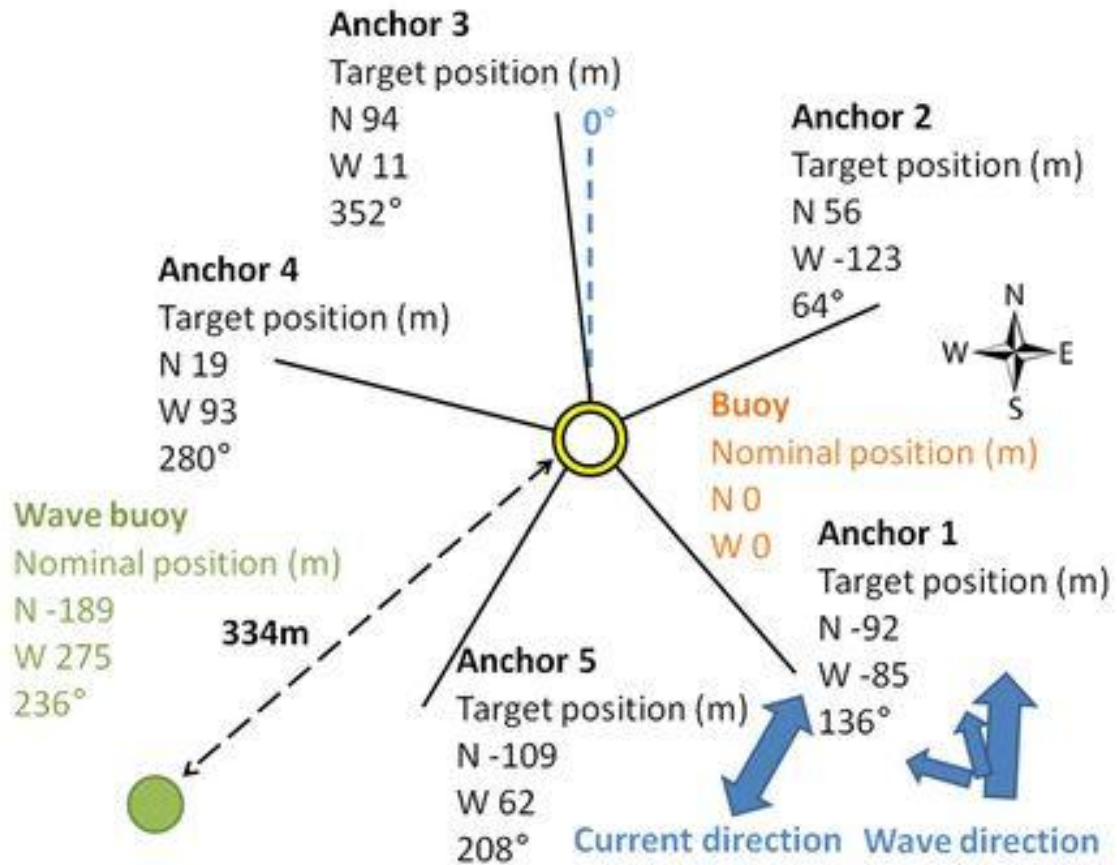 Anchor 3
Target position (m)
N 94
W 11
352°
0°
Anchor 2
Target position (m)
N 56
W -123
64°
Anchor 4
Target position (m)
N 19
W 93
280°
N
W
E
S
Buoy
Nominal position (m)
N 0
W 0
Wave buoy
Nominal position (m)
N -189
W 275
236°
334m
Anchor 1
Target position (m)
N -92
W -85
136°
Anchor 5
Target position (m)
N -109
W 62
208°
Current direction
Wave direction